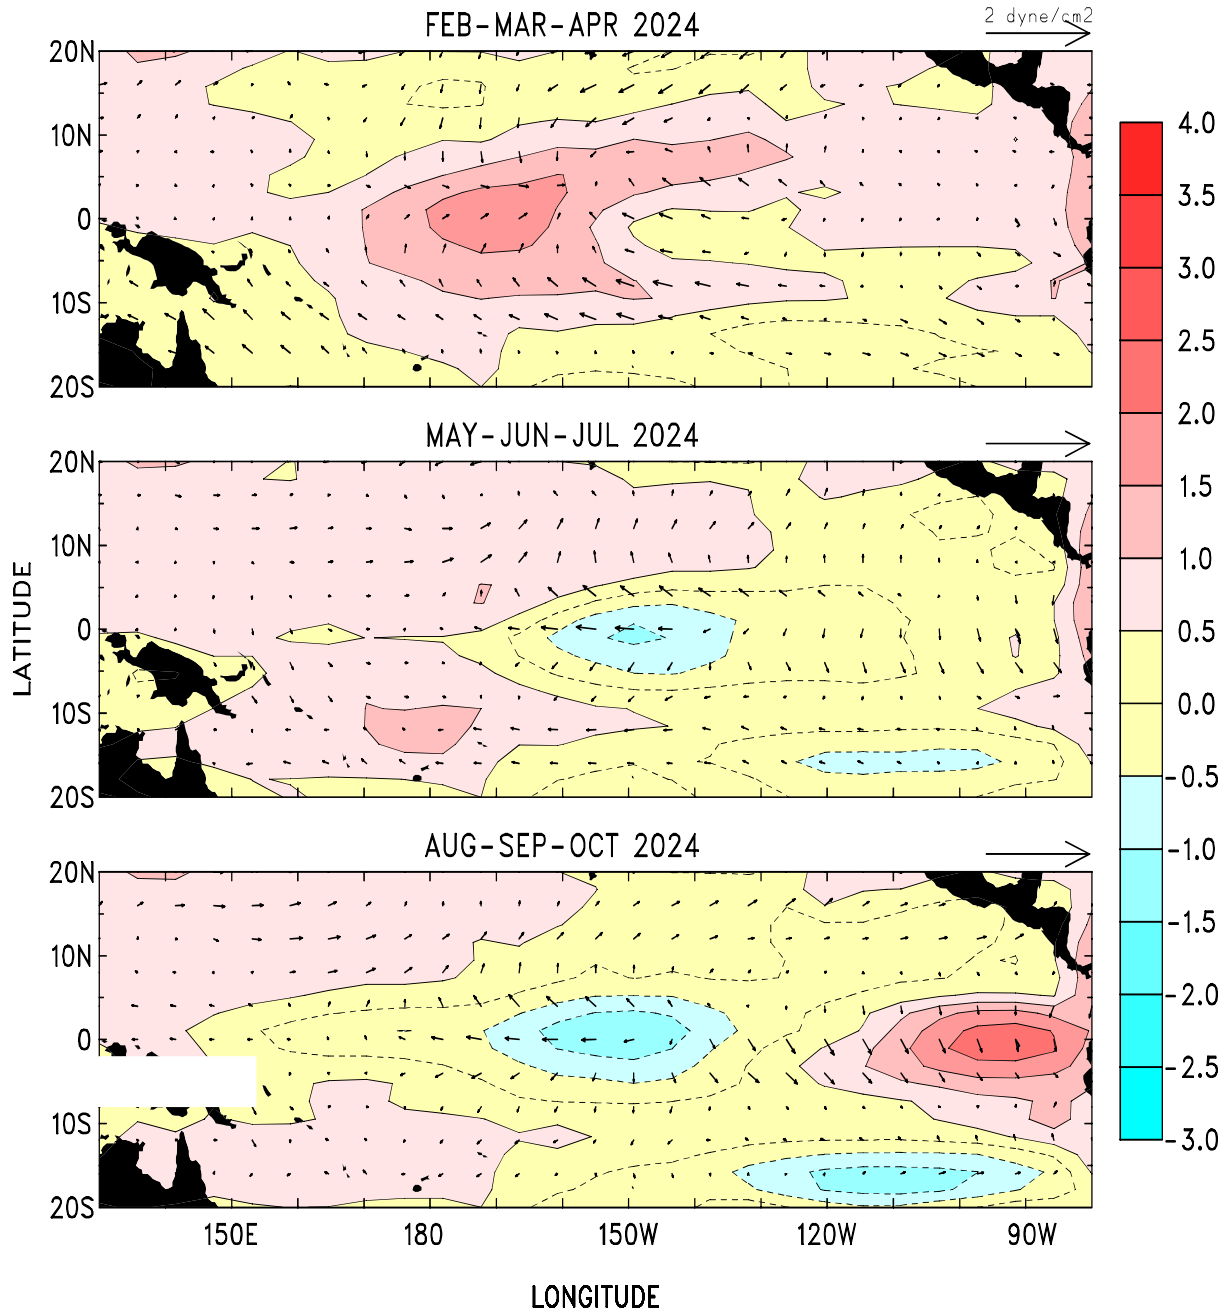 FEB-MAR-APR 2024
2 dyne/cm2
20N
10N
0
10S
20S
MAY-JUN-JUL 2024
20N
10N
0
10S
20S
LATITUDE
AUG-SEP-OCT 2024
20N
10N
0
10S
20S
150E 180 150W 120W 90W
LONGITUDE
4.0
3.5
3.0
2.5
2.0
1.5
1.0
0.5
0.0
-0.5
-1.0
-1.5
-2.0
-2.5
-3.0